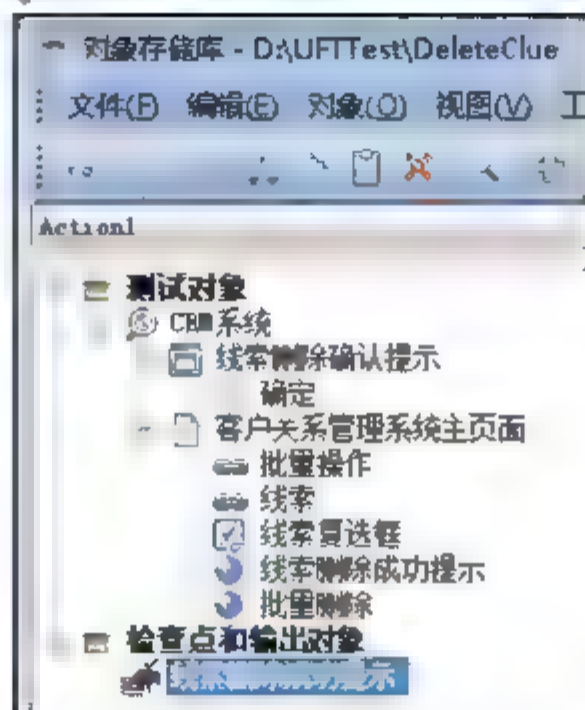 对象存储库 - D:\UFTTest\DeleteClue
文件(F) 编辑(E) 对象(O) 视图(V) 工
Action1
测试对象
CRM系统
线索删除确认提示
确定
客户关系管理系统主页面
批量操作
线索
线索复选框
线索删除成功提示
批量删除
检查点和输出对象